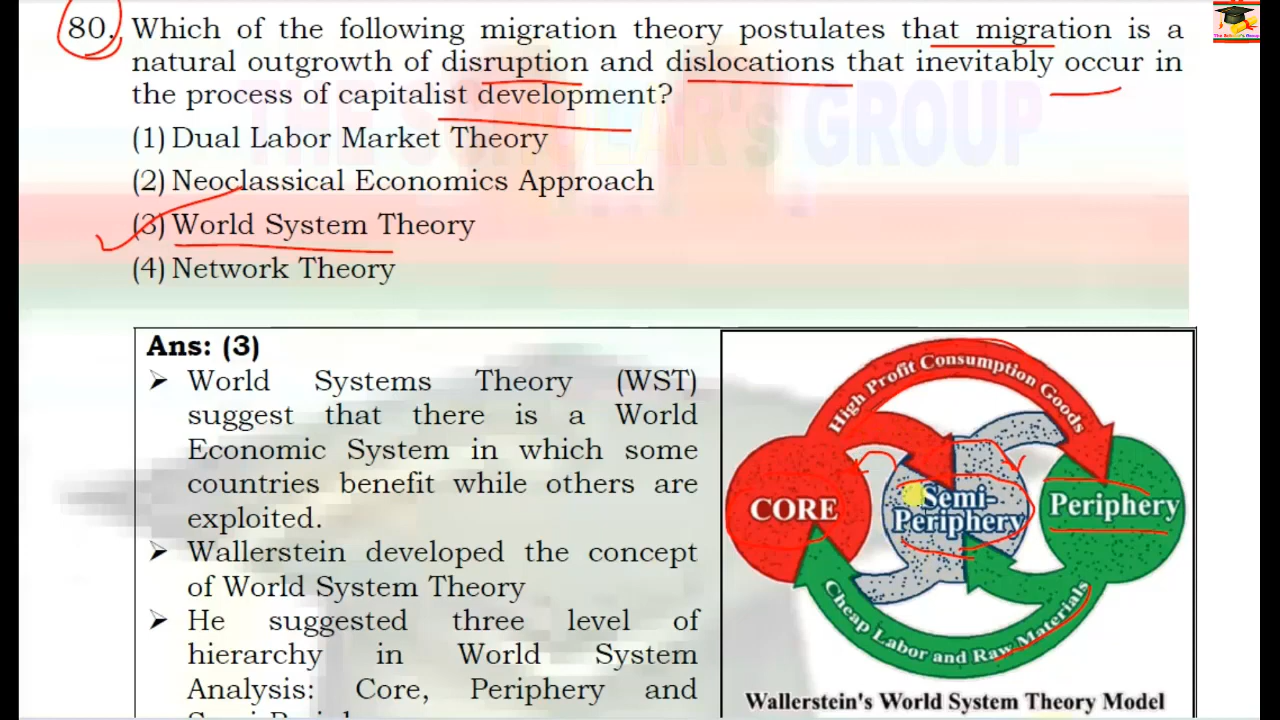 80. Which of the following migration theory postulates that migration is a
natural outgrowth of disruption and dislocations that inevitably occur in
the process of capitalist development?
(1) Dual Labor Market Theory
(2) Neoclassical Economics Approach
(3) World System Theory
(4) Network Theory
THE SCHOLAR's GROUP
Ans: (3)
➢ World Systems Theory (WST)
suggest that there is a World
Economic System in which some
countries benefit while others are
exploited.
➢ Wallerstein developed the concept
of World System Theory
➢ He suggested three level of
hierarchy in World System
Analysis: Core, Periphery and
High Profit Consumption Goods
CORE
Semi-
Periphery
Periphery
Cheap Labor and Raw Materials
Wallerstein's World System Theory Model